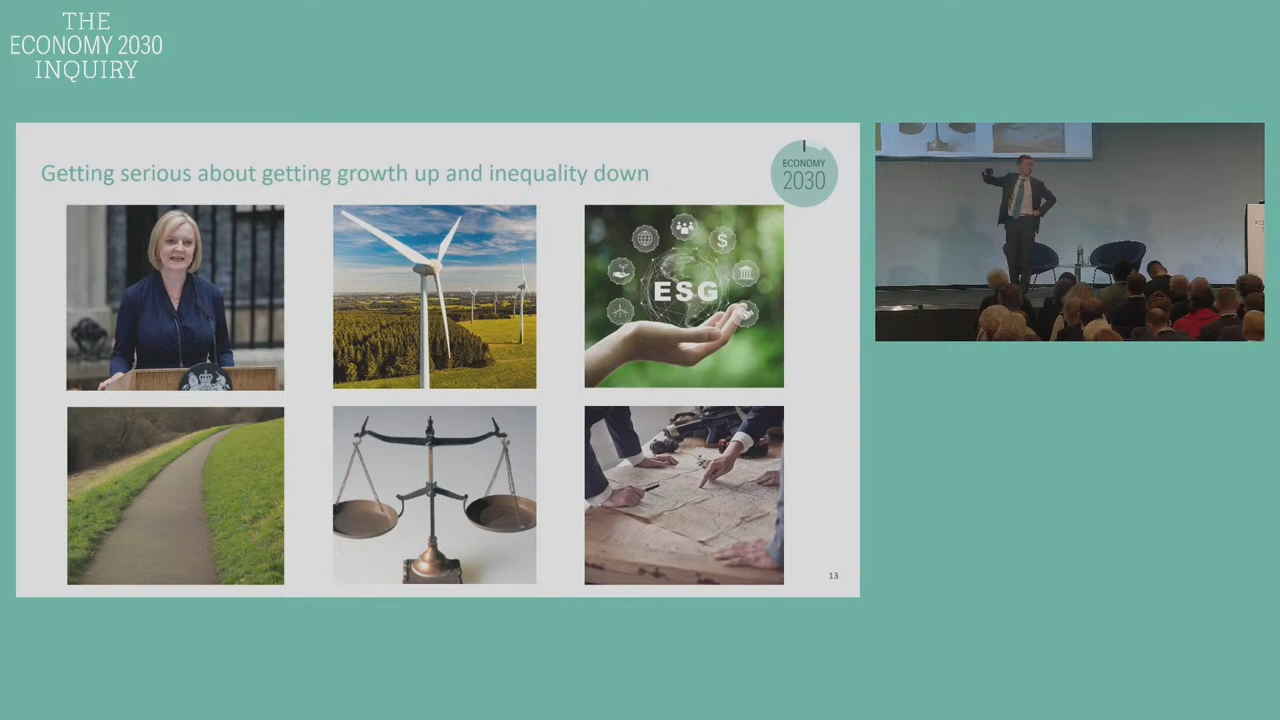 THE
ECONOMY 2030
INQUIRY
Getting serious about getting growth up and inequality down
ECONOMY
2030
$
ESG
13